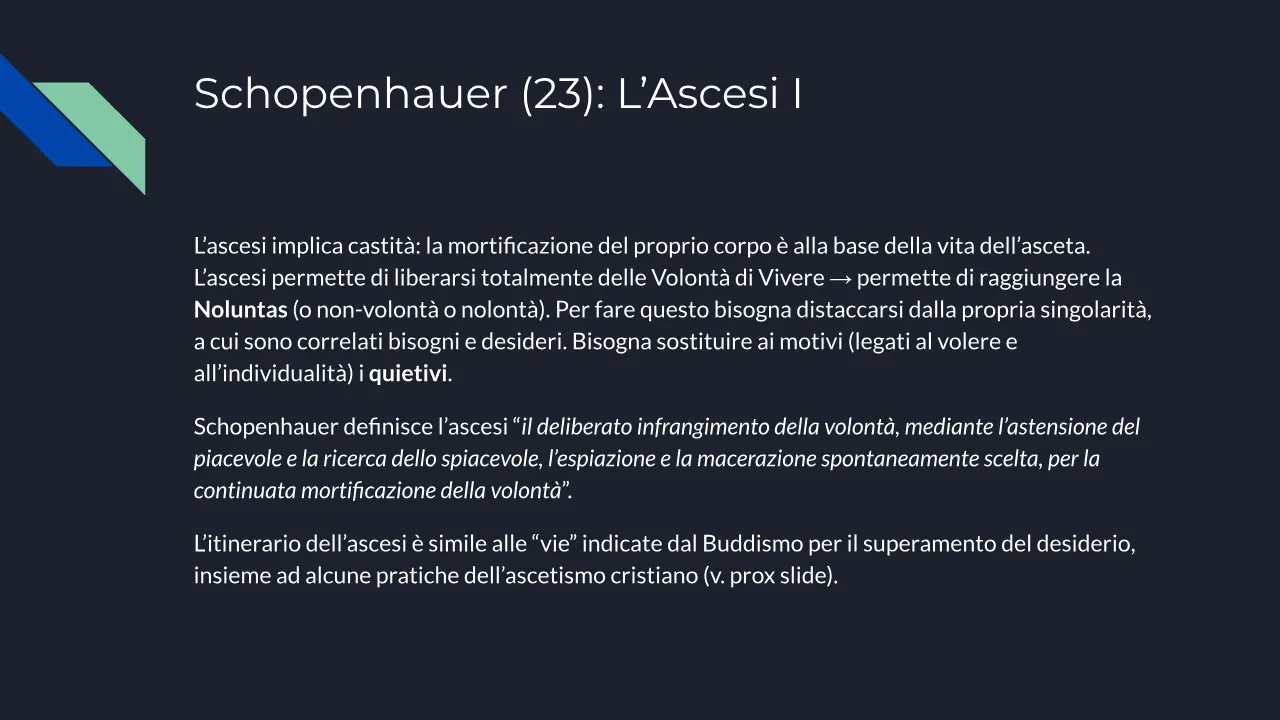 Schopenhauer (23): L’Ascesi I
L’ascesi implica castità: la mortificazione del proprio corpo è alla base della vita dell’asceta.
L’ascesi permette di liberarsi totalmente delle Volontà di Vivere → permette di raggiungere la
Noluntas (o non-volontà o nolontà). Per fare questo bisogna distaccarsi dalla propria singolarità,
a cui sono correlati bisogni e desideri. Bisogna sostituire ai motivi (legati al volere e
all’individualità) i quietivi.
Schopenhauer definisce l’ascesi “il deliberato infrangimento della volontà, mediante l’astensione del
piacevole e la ricerca dello spiacevole, l’espiazione e la macerazione spontaneamente scelta, per la
continuata mortificazione della volontà”.
L’itinerario dell’ascesi è simile alle “vie” indicate dal Buddismo per il superamento del desiderio,
insieme ad alcune pratiche dell’ascetismo cristiano (v. prox slide).